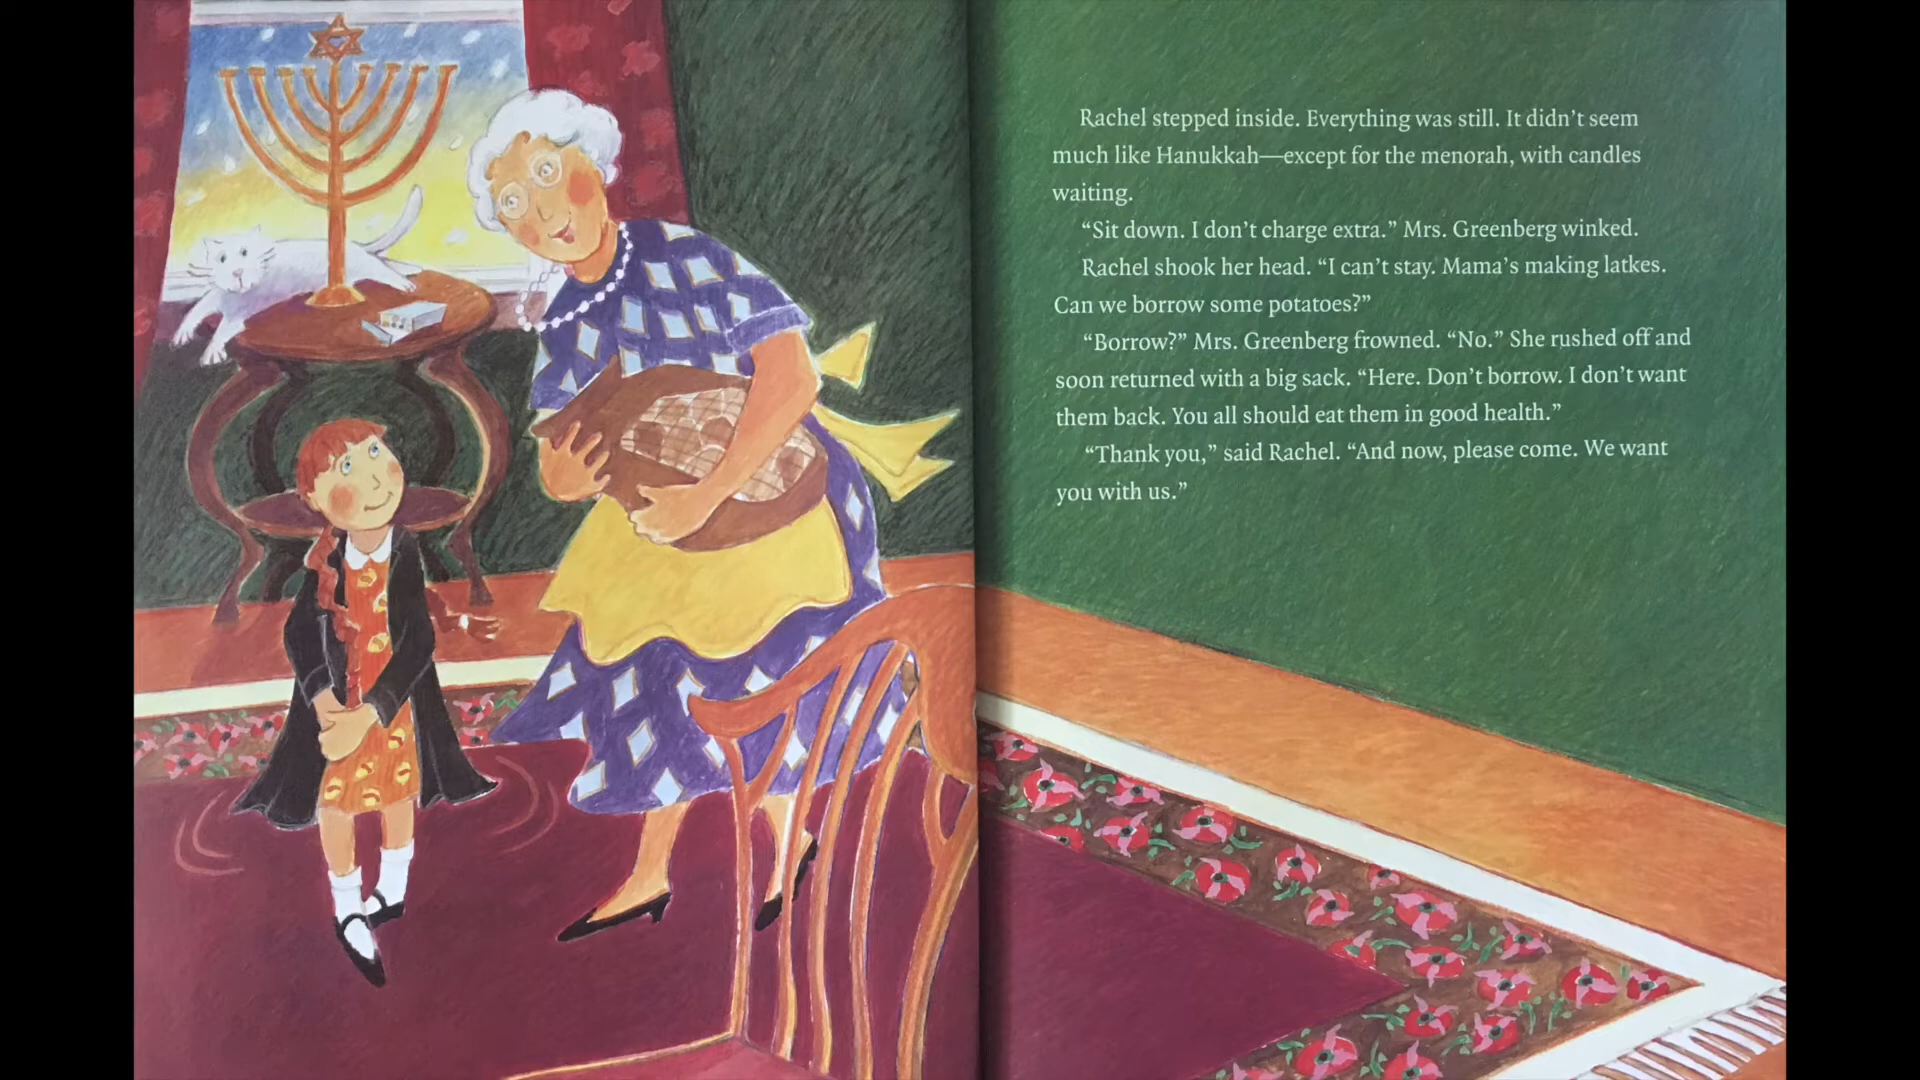 Rachel stepped inside. Everything was still. It didn’t seem
much like Hanukkah—except for the menorah, with candles
waiting.
“Sit down. I don’t charge extra.” Mrs. Greenberg winked.
Rachel shook her head. “I can’t stay. Mama’s making latkes.
Can we borrow some potatoes?”
“Borrow?” Mrs. Greenberg frowned. “No.” She rushed off and
soon returned with a big sack. “Here. Don’t borrow. I don’t want
them back. You all should eat them in good health.”
“Thank you,” said Rachel. “And now, please come. We want
you with us.”